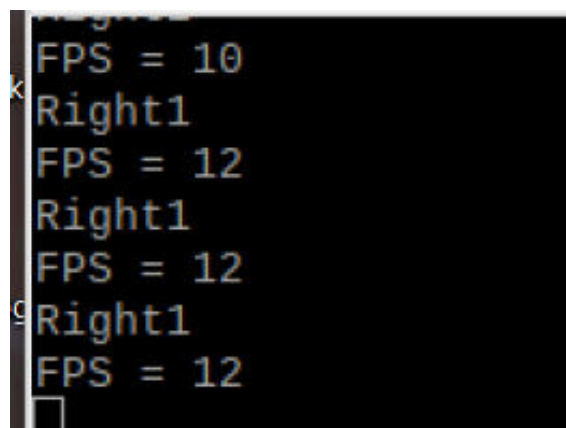 FPS = 10
Right1
FPS = 12
Right1
FPS = 12
Right1
FPS = 12
k
g